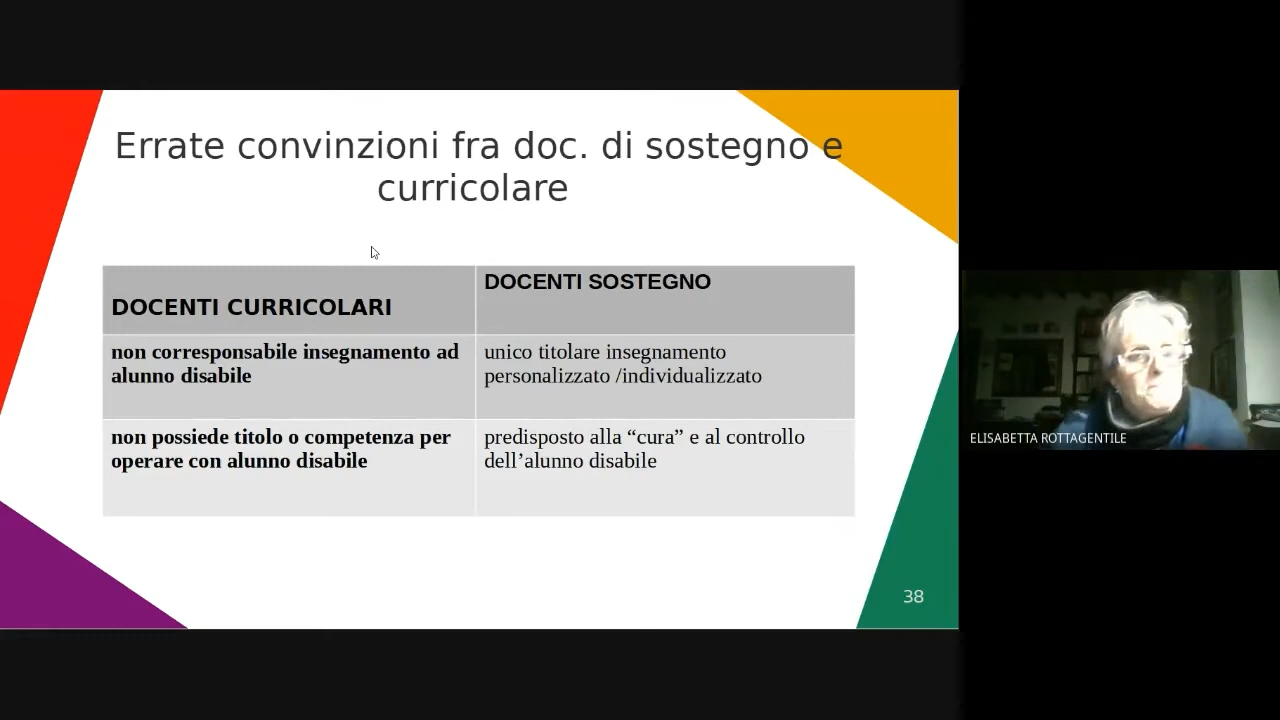 Errate convinzioni fra doc. di sostegno e
curricolare
DOCENTI CURRICOLARI
DOCENTI SOSTEGNO
non corresponsabile insegnamento ad
alunno disabile
unico titolare insegnamento
personalizzato /individualizzato
non possiede titolo o competenza per
operare con alunno disabile
predisposto alla “cura” e al controllo
dell’alunno disabile
38
ELISABETTA ROTTAGENTILE